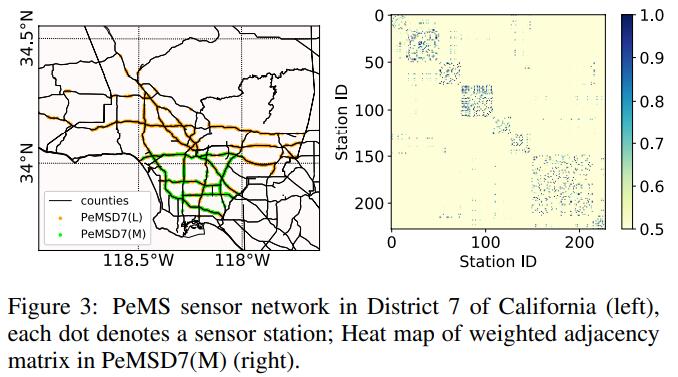 34.5°N
34°N
counties
PeMSD7(L)
PeMSD7(M)
118.5°W
118°W
Station ID
0
50
100
150
200
0
100
200
Station ID
1.0
0.9
0.8
0.7
0.6
0.5
Figure 3: PeMS sensor network in District 7 of California (left),
each dot denotes a sensor station; Heat map of weighted adjacency
matrix in PeMSD7(M) (right).